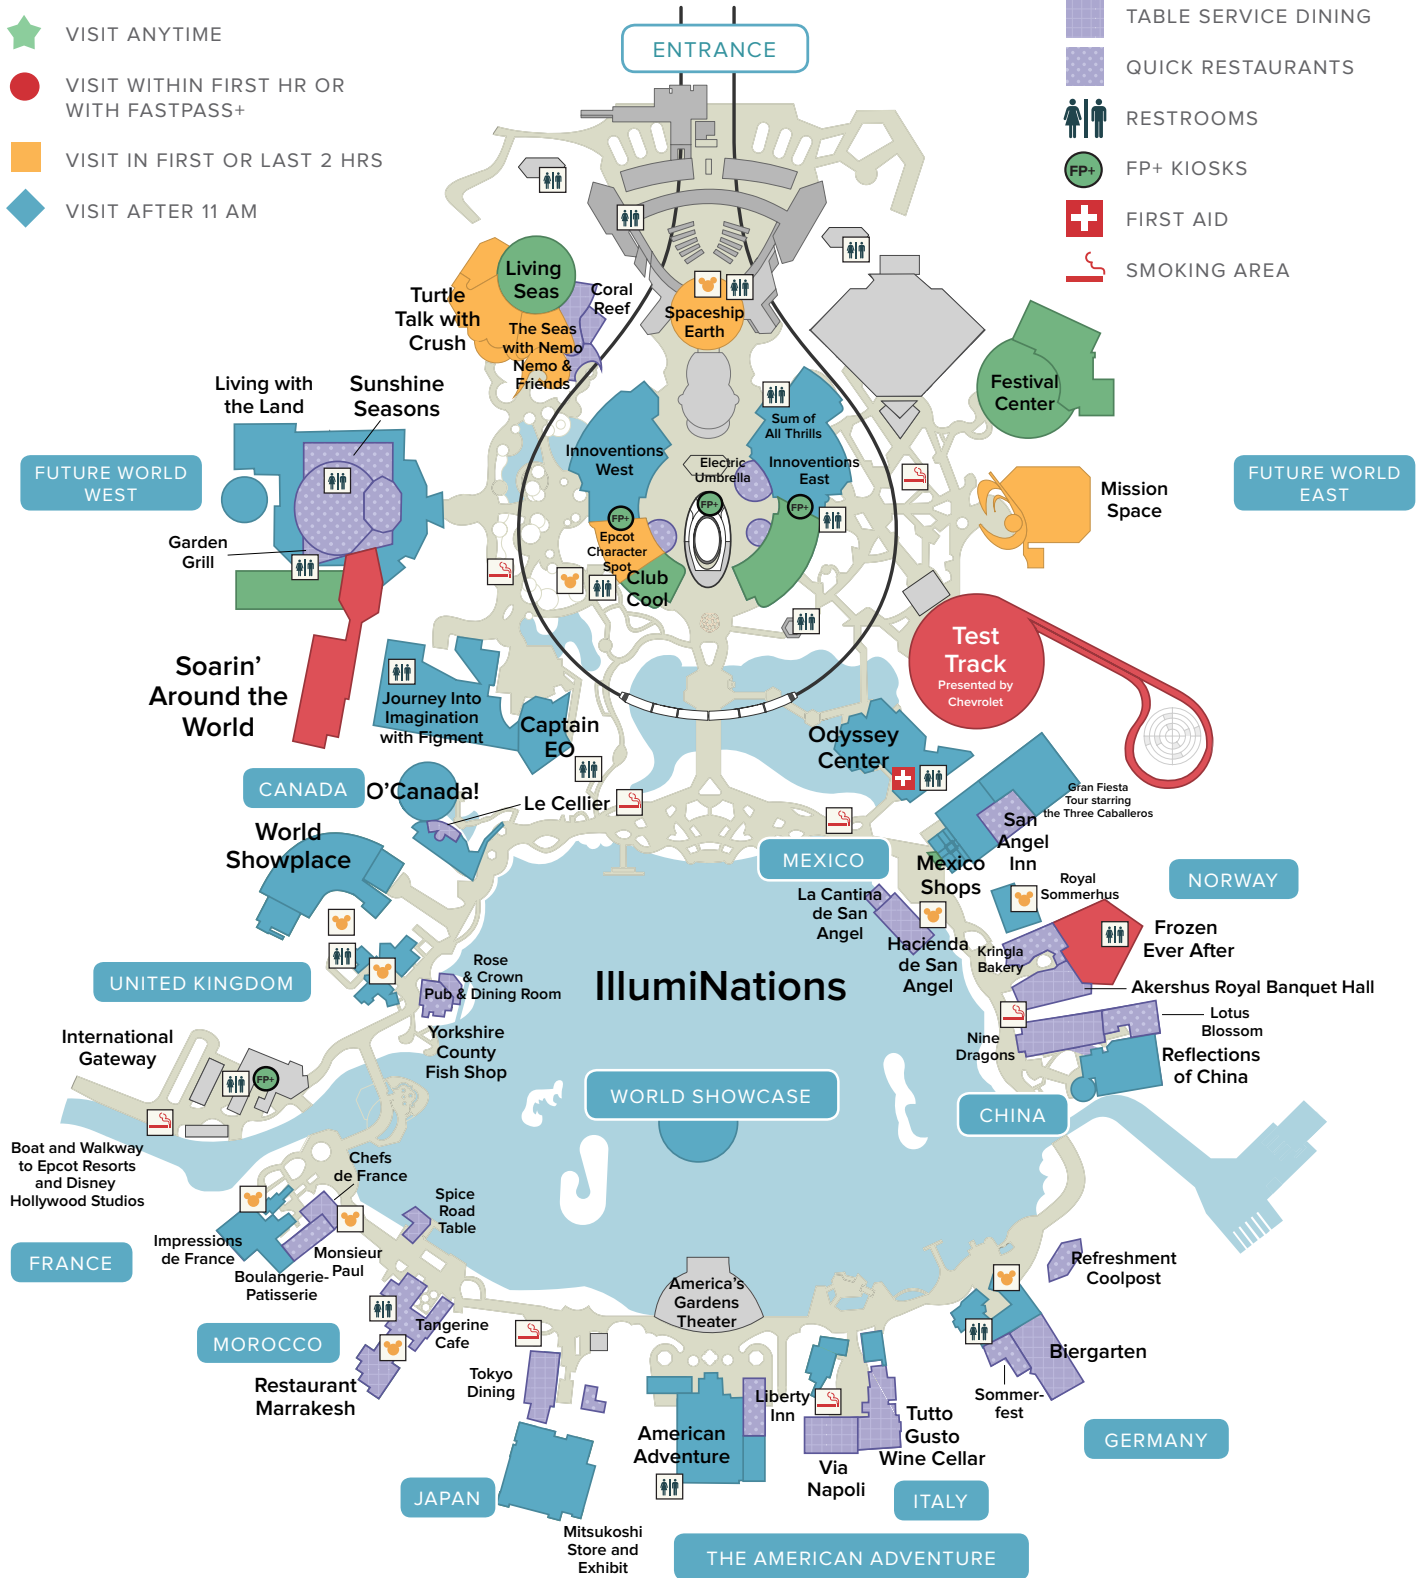 VISIT ANYTIME
VISIT WITHIN FIRST HR OR
WITH FASTPASS+
VISIT IN FIRST OR LAST 2 HRS
VISIT AFTER 11 AM
ENTRANCE
TABLE SERVICE DINING
QUICK RESTAURANTS
RESTROOMS
FP+
FP+ KIOSKS
FIRST AID
SMOKING AREA
Living
Seas
Turtle
Talk with
Crush
Coral
Reef
The Seas
with Nemo
Nemo &
Friends
Spaceship
Earth
Festival
Center
Living with
the Land
Sunshine
Seasons
Sum of
All Thrills
Innoventions
West
Electric
Umbrella
Innoventions
East
FUTURE WORLD
WEST
FUTURE WORLD
EAST
Mission
Space
FP+
FP+
FP+
Garden
Grill
Epcot
Character
Spot
Club
Cool
Soarin'
Around the
World
Test
Track
Presented by
Chevrolet
Journey Into
Imagination
with Figment
Captain
EO
Odyssey
Center
CANADA
O'Canada!
Le Cellier
Gran Fiesta
Tour starring
the Three Caballeros
San
Angel
Inn
World
Showplace
MEXICO
Mexico
Shops
NORWAY
Royal
Sommerhus
La Cantina
de San
Angel
Hacienda
de San
Angel
Kringla
Bakery
Frozen
Ever After
IllumiNations
UNITED KINGDOM
Rose
& Crown
Pub & Dining Room
Akershus Royal Banquet Hall
Lotus
Blossom
Nine
Dragons
Yorkshire
County
Fish Shop
International
Gateway
FP+
Reflections
of China
WORLD SHOWCASE
CHINA
Boat and Walkway
to Epcot Resorts
and Disney
Hollywood Studios
Chefs
de France
Spice
Road
Table
Impressions
de France
Monsieur
Paul
FRANCE
Boulangerie-
Patisserie
America's
Gardens
Theater
Refreshment
Coolpost
MOROCCO
Tangerine
Cafe
Biergarten
Restaurant
Marrakesh
Tokyo
Dining
Liberty
Inn
Sommer-
fest
American
Adventure
Tutto
Gusto
Wine Cellar
Via
Napoli
GERMANY
JAPAN
ITALY
Mitsukoshi
Store and
Exhibit
THE AMERICAN ADVENTURE